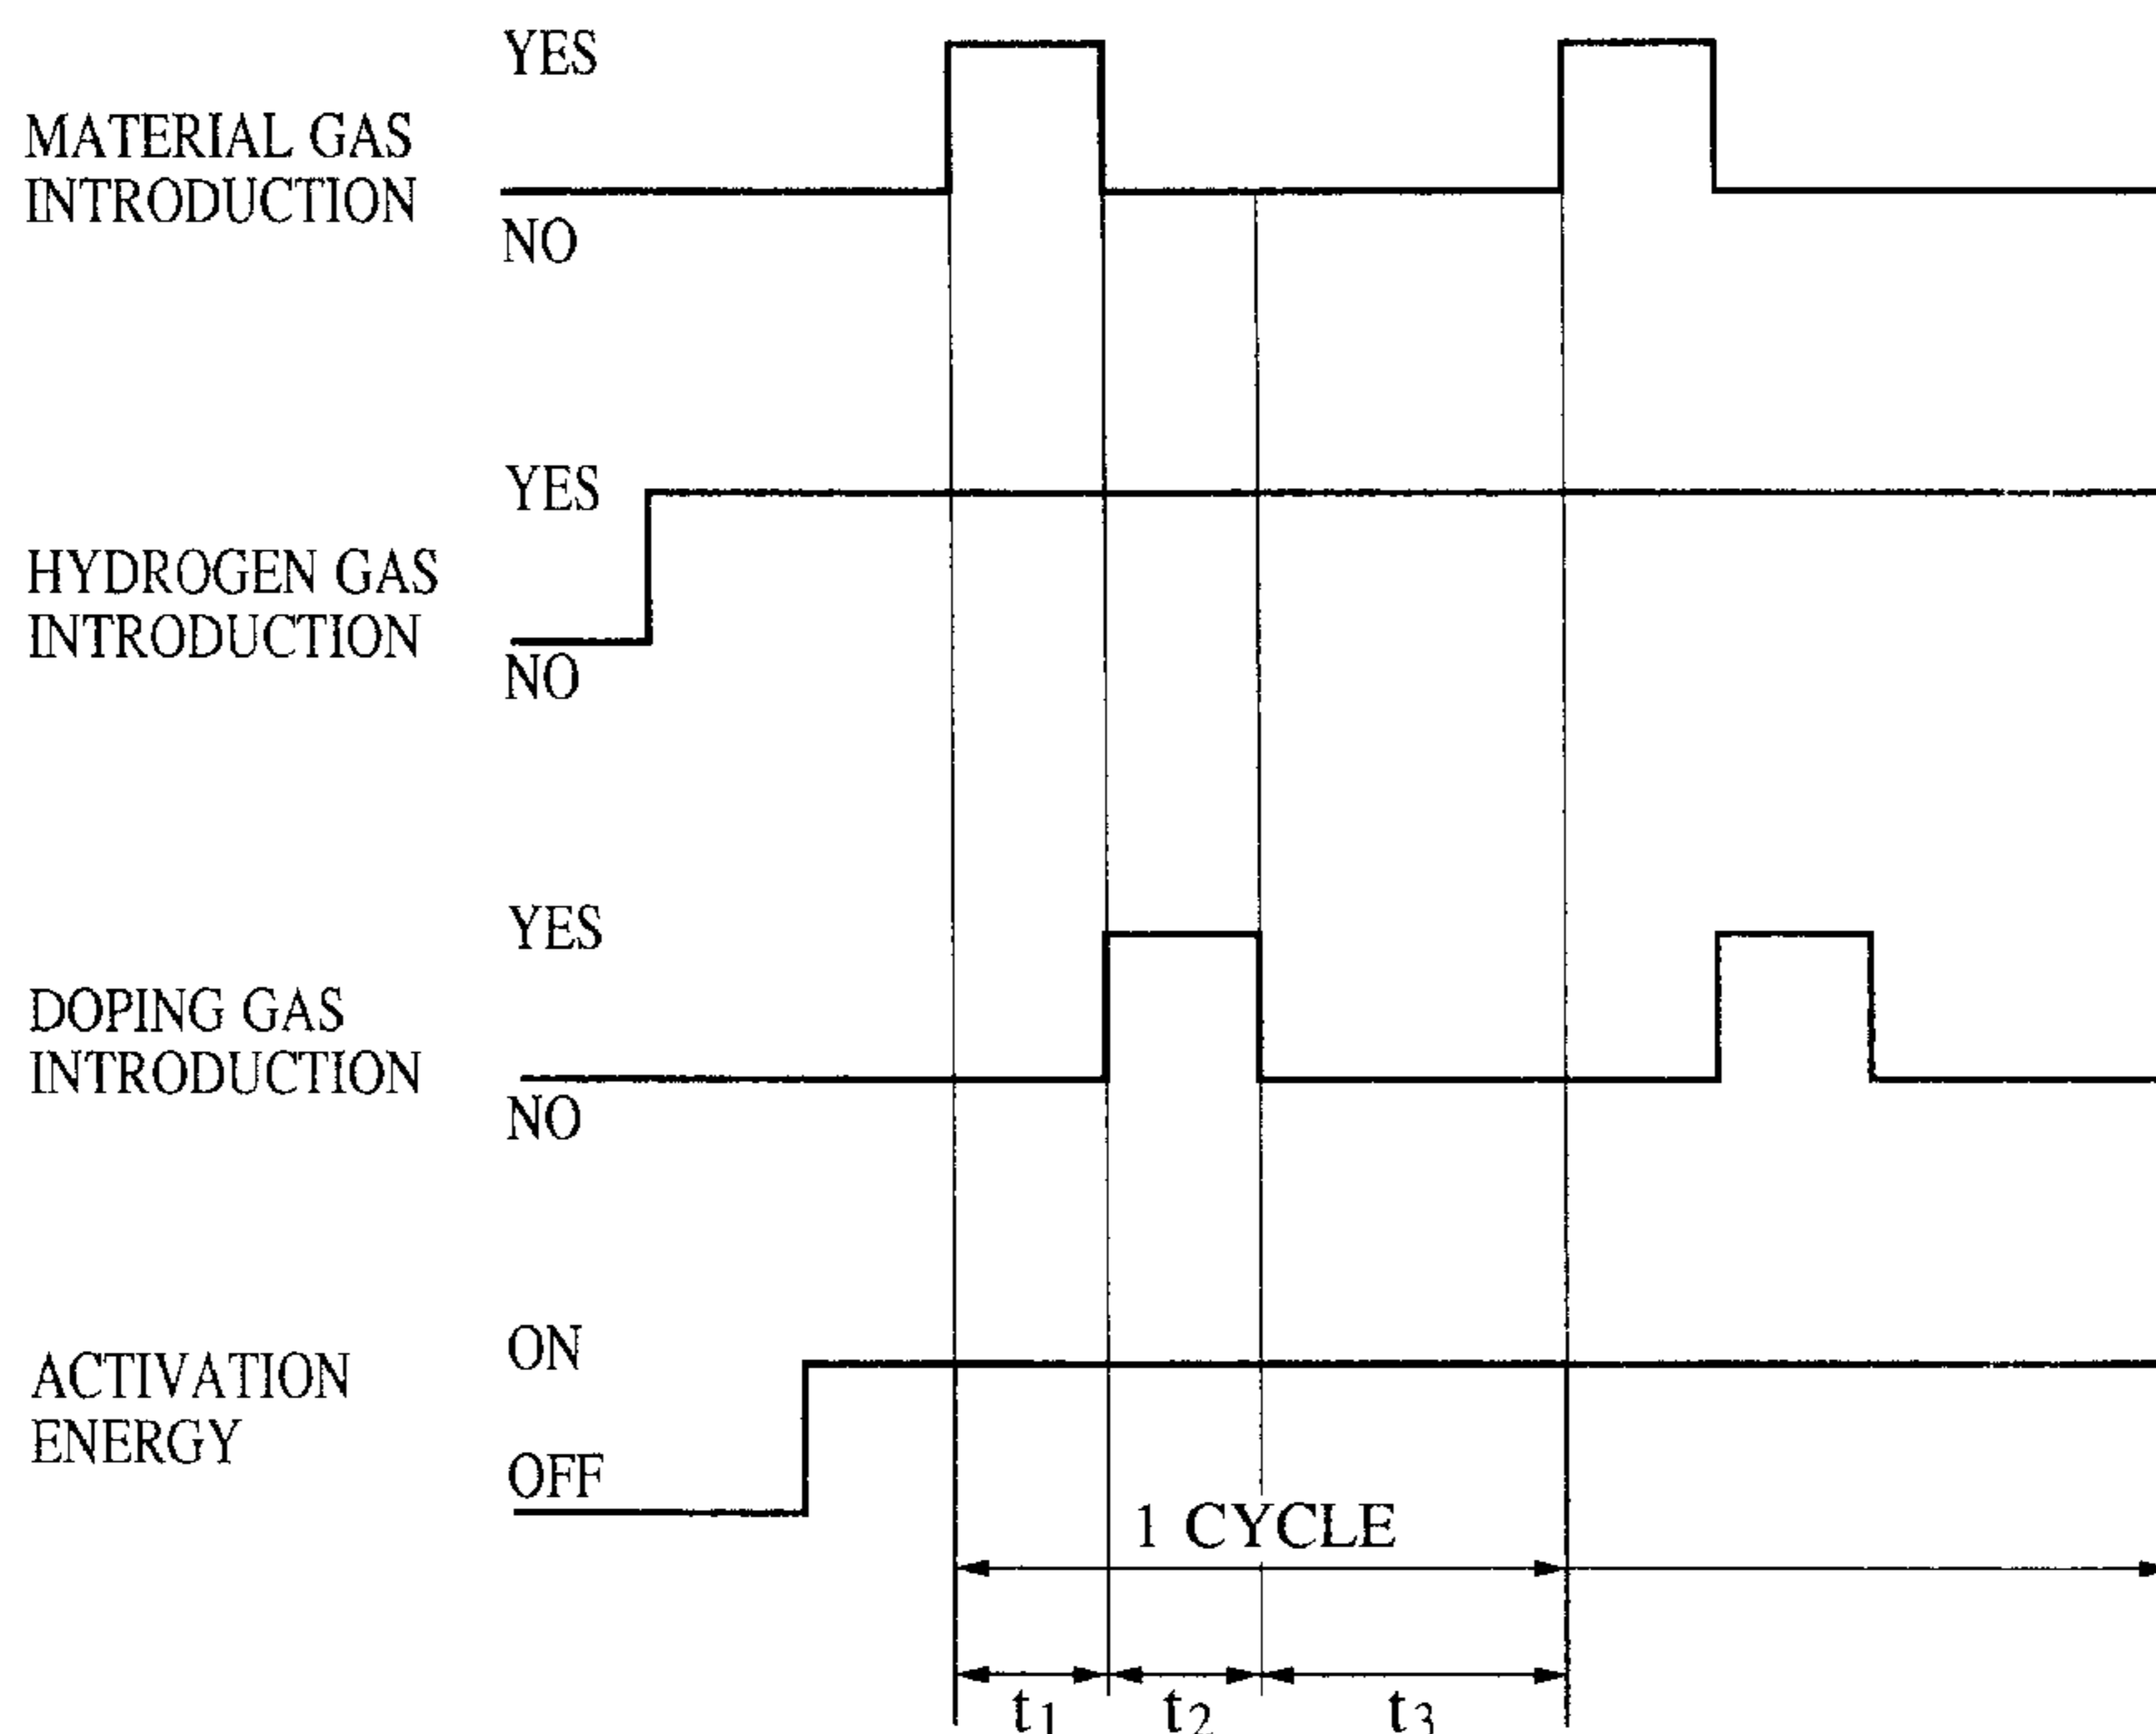 YES
MATERIAL GAS
INTRODUCTION
NO
YES
HYDROGEN GAS
INTRODUCTION
NO
YES
DOPING GAS
INTRODUCTION
NO
ON
ACTIVATION
ENERGY
OFF
1 CYCLE
t1 t2 t3